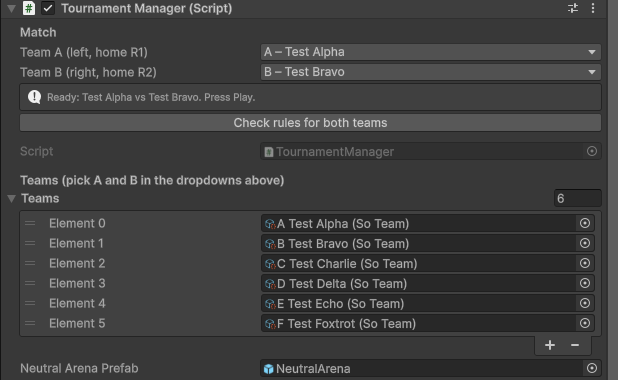 # Tournament Manager (Script)
Match
Team A (left, home R1) A – Test Alpha
Team B (right, home R2) B – Test Bravo
Ready: Test Alpha vs Test Bravo. Press Play.
Check rules for both teams
Script # TournamentManager
Teams (pick A and B in the dropdowns above)
Teams 6
Element 0 A Test Alpha (So Team)
Element 1 B Test Bravo (So Team)
Element 2 C Test Charlie (So Team)
Element 3 D Test Delta (So Team)
Element 4 E Test Echo (So Team)
Element 5 F Test Foxtrot (So Team)
+ −
Neutral Arena Prefab NeutralArena